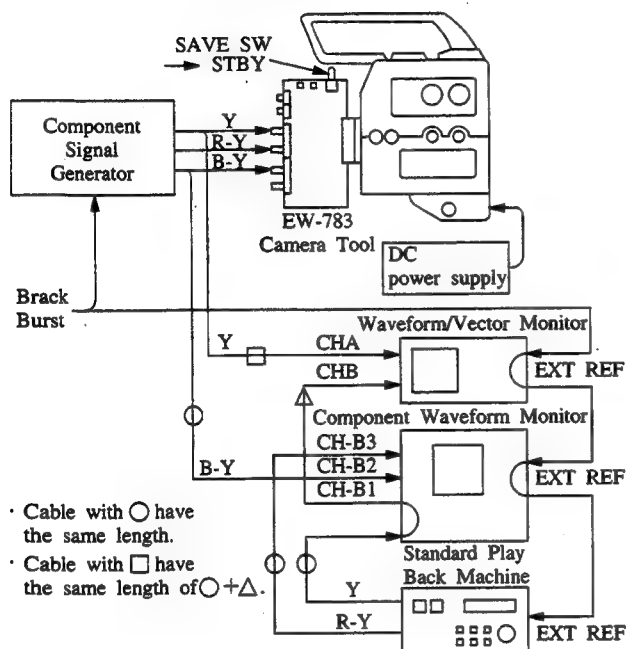 SAVE SW
STBY
Component
Signal
Generator
Y
R-Y
B-Y
EW-783
Camera Tool
DC
power supply
Brack
Burst
Waveform/Vector Monitor
Y
CHA
CHB
EXT REF
Component Waveform Monitor
CH-B3
CH-B2
B-Y
CH-B1
EXT REF
· Cable with ○ have
the same length.
· Cable with □ have
the same length of ○+△.
Standard Play
Back Machine
Y
R-Y
EXT REF